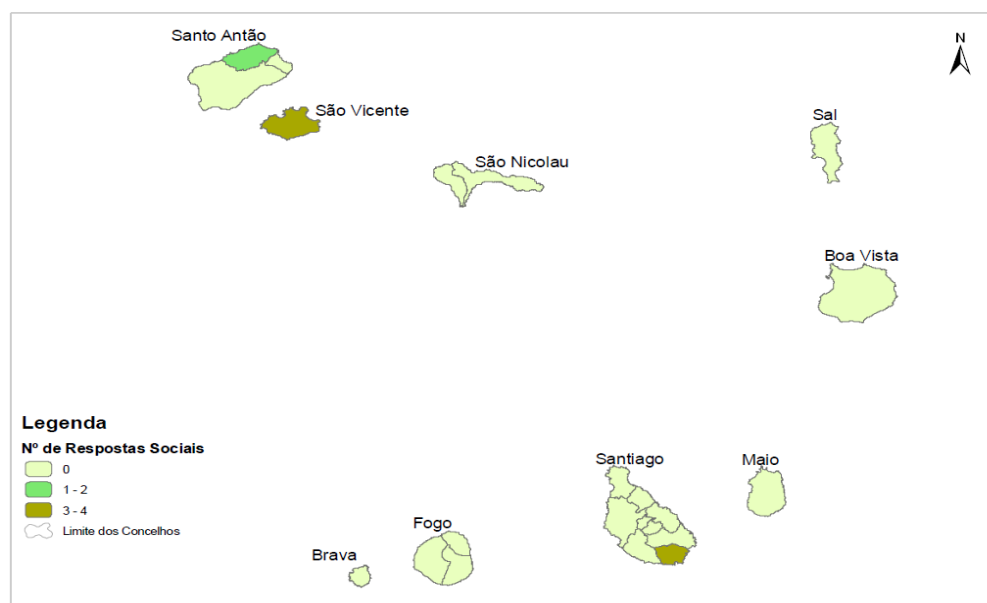 Santo Antão
N
São Vicente
Sal
São Nicolau
Boa Vista
Legenda
Nº de Respostas Sociais
0
1 - 2
3 - 4
Limite dos Concelhos
Santiago
Maio
Fogo
Brava